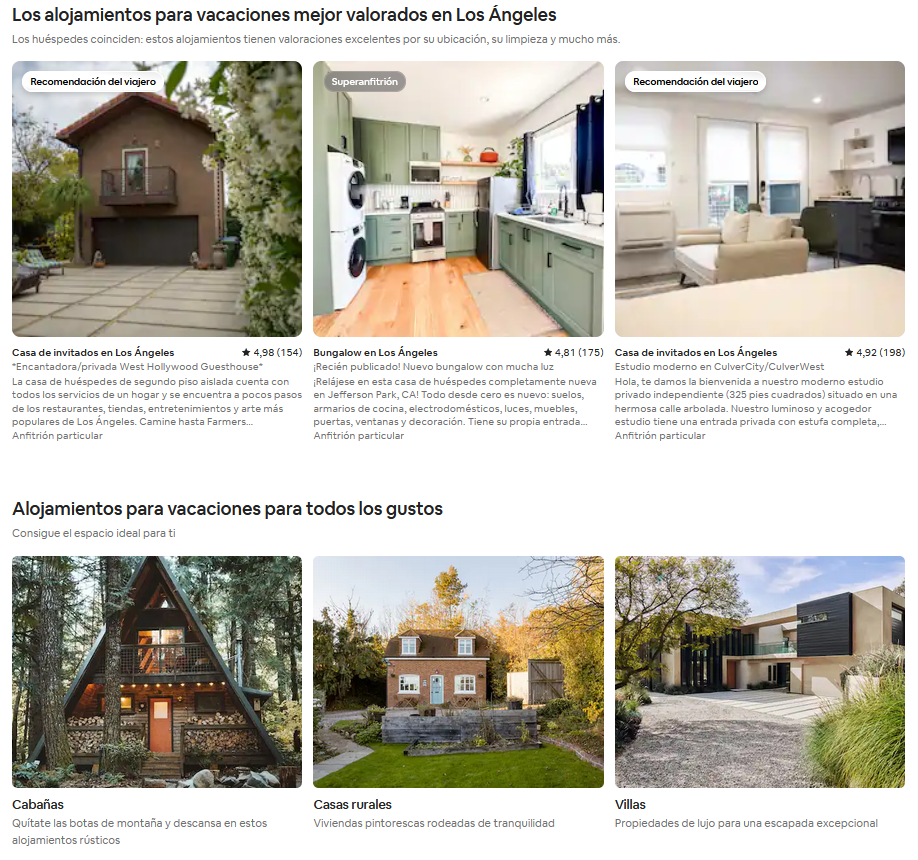 Los alojamientos para vacaciones mejor valorados en Los Ángeles
Los huéspedes coinciden: estos alojamientos tienen valoraciones excelentes por su ubicación, su limpieza y mucho más.
Recomendación del viajero
Superanfitrión
Recomendación del viajero
Casa de invitados en Los Ángeles
★ 4,98 (154)
*Encantadora/privada West Hollywood Guesthouse*
La casa de huéspedes de segundo piso aislada cuenta con
todos los servicios de un hogar y se encuentra a pocos pasos
de los restaurantes, tiendas, entretenimientos y arte más
populares de Los Ángeles. Camine hasta Farmers...
Anfitrión particular
Bungalow en Los Ángeles
★ 4,81 (175)
¡Recién publicado! Nuevo bungalow con mucha luz
¡Relájese en esta casa de huéspedes completamente nueva
en Jefferson Park, CA! Todo desde cero es nuevo: suelos,
armarios de cocina, electrodomésticos, luces, muebles,
puertas, ventanas y decoración. Tiene su propia entrada...
Anfitrión particular
Casa de invitados en Los Ángeles
★ 4,92 (198)
Estudio moderno en CulverCity/CulverWest
Hola, te damos la bienvenida a nuestro moderno estudio
privado independiente (325 pies cuadrados) situado en una
hermosa calle arbolada. Nuestro luminoso y acogedor
estudio tiene una entrada privada con estufa completa,...
Anfitrión particular
Alojamientos para vacaciones para todos los gustos
Consigue el espacio ideal para ti
Cabañas
Quítate las botas de montaña y descansa en estos
alojamientos rústicos
Casas rurales
Viviendas pintorescas rodeadas de tranquilidad
Villas
Propiedades de lujo para una escapada excepcional